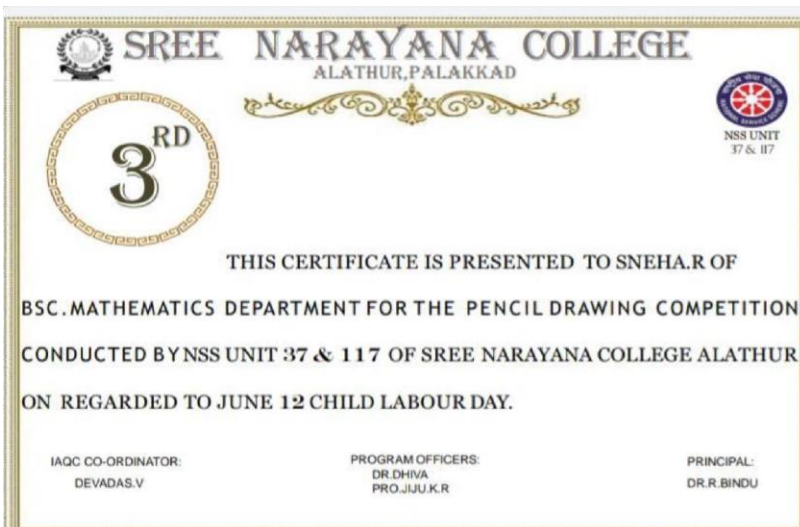 SREE NARAYANA COLLEGE
ALATHUR,PALAKKAD
3RD
NSS UNIT
37 & 117
THIS CERTIFICATE IS PRESENTED TO SNEHA.R OF
BSC.MATHEMATICS DEPARTMENT FOR THE PENCIL DRAWING COMPETITION
CONDUCTED BY NSS UNIT 37 & 117 OF SREE NARAYANA COLLEGE ALATHUR
ON REGARDED TO JUNE 12 CHILD LABOUR DAY.
IAQC CO-ORDINATOR:
DEVADAS.V
PROGRAM OFFICERS:
DR.DHIVA
PRO.JIJU.K.R
PRINCIPAL:
DR.R.BINDU